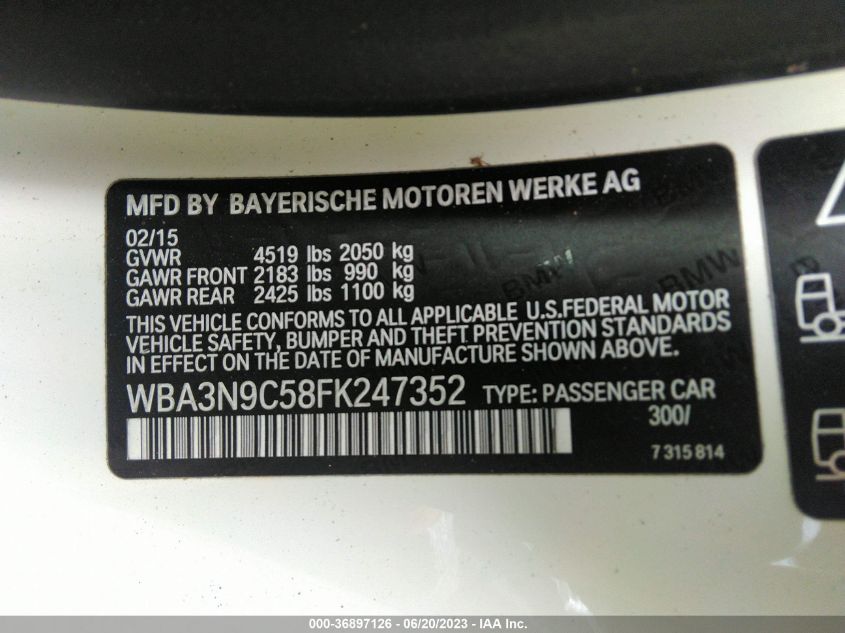 MFD BY BAYERISCHE MOTOREN WERKE AG
02/15
GVWR 4519 lbs 2050 kg
GAWR FRONT 2183 lbs 990 kg
GAWR REAR 2425 lbs 1100 kg
THIS VEHICLE CONFORMS TO ALL APPLICABLE U.S.FEDERAL MOTOR
VEHICLE SAFETY, BUMPER AND THEFT PREVENTION STANDARDS
IN EFFECT ON THE DATE OF MANUFACTURE SHOWN ABOVE.
WBA3N9C58FK247352 TYPE: PASSENGER CAR
300/
7 315 814
BMW BMW
000-36897126 - 06/20/2023 - IAA Inc.